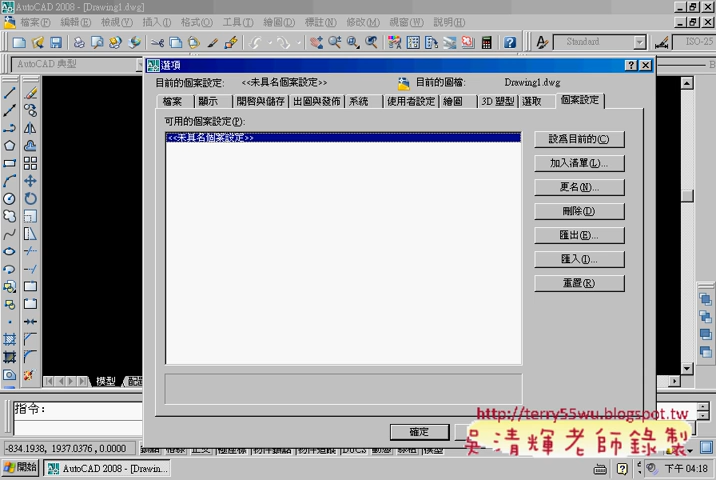 AutoCAD 2008 - [Drawing1.dwg]
檔案(F) 編輯(E) 檢視(V) 插入(I) 格式(O) 工具(T) 繪圖(D) 標註(N) 修改(M) 視窗(W) 說明(H)
Standard
ISO-25
AutoCAD 典型
選項
目前的個案設定: <<未具名個案設定>> 目前的圖檔: Drawing1.dwg
檔案 顯示 開啟與儲存 出圖與發佈 系統 使用者設定 繪圖 3D 塑型 選取 個案設定
可用的個案設定(P):
<<未具名個案設定>>
設為目前的(C)
加入清單(L)...
更名(N)...
刪除(D)
匯出(E)...
匯入(I)...
重置(R)
模型
指令:
確定
http://terry55wu.blogspot.tw
吳清輝老師錄製
-834.1938, 1937.0376, 0.0000
開始
AutoCAD 2008 - [Drawin...
下午 04:18